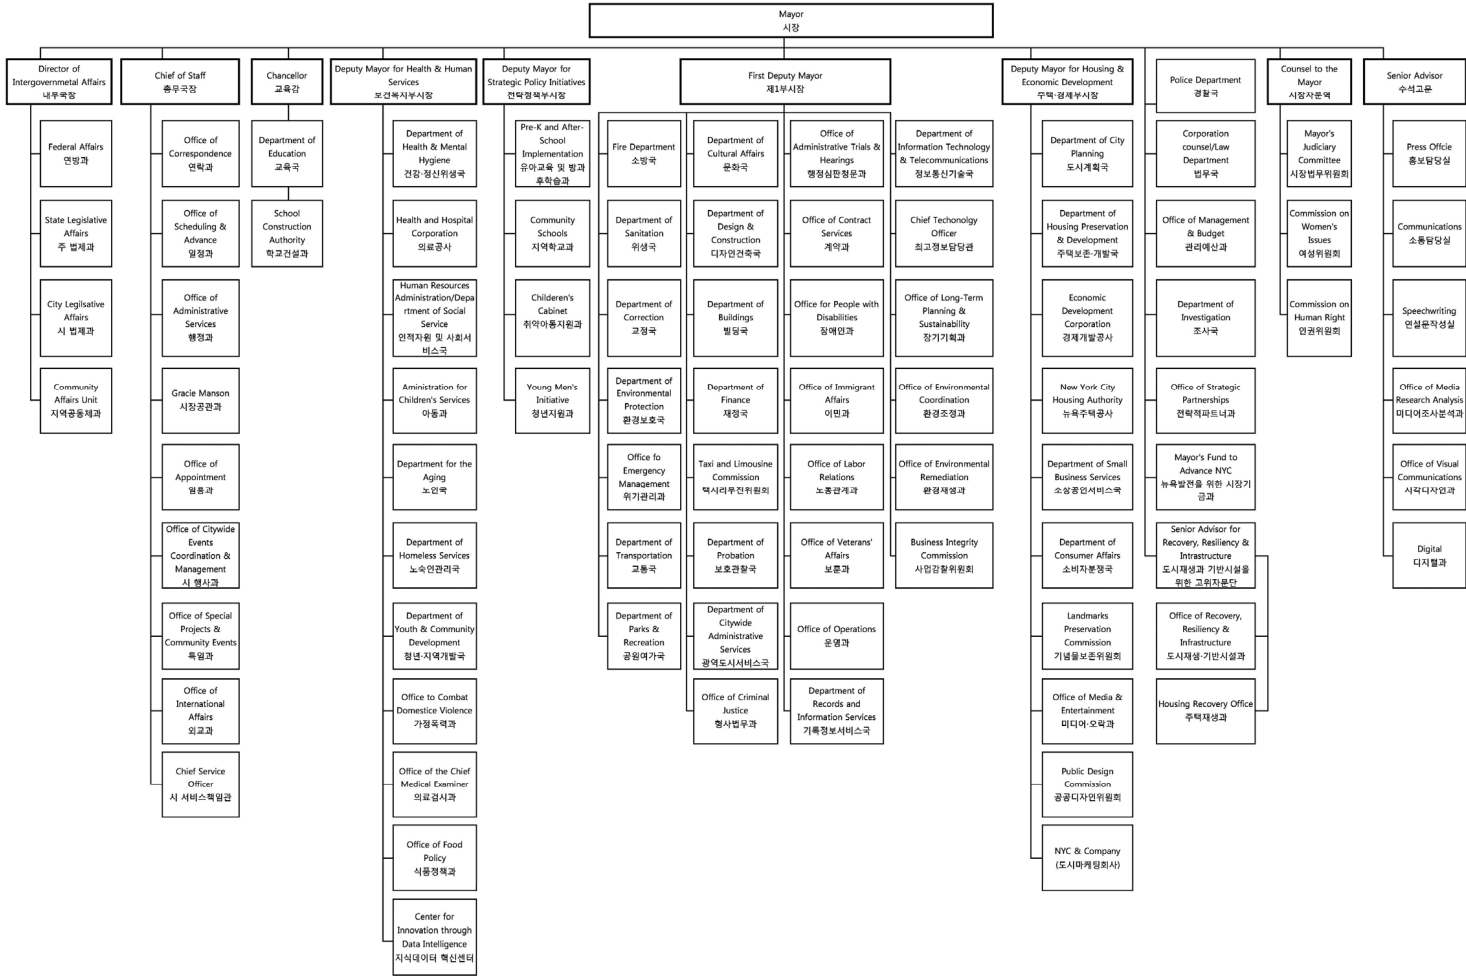 Mayor
시장
Director of
Intergovernmetal Affairs
내무국장
Chief of Staff
총무국장
Chancellor
교육감
Deputy Mayor for Health & Human
Services
보건복지부시장
Deputy Mayor for
Strategic Policy Initiatives
전략정책부시장
First Deputy Mayor
제1부시장
Deputy Mayor for Housing &
Economic Development
주택·경제부시장
Police Department
경찰국
Counsel to the
Mayor
시장자문역
Senior Advisor
수석고문
Federal Affairs
연방과
State Legislative
Affairs
주 법제과
City Legilsative
Affairs
시 법제과
Community
Affairs Unit
지역공동체과
Office of
Correspondence
연락과
Office of
Scheduling &
Advance
일정과
Office of
Administrative
Services
행정과
Gracie Manson
시장공관과
Office of
Appointment
임용과
Office of Citywide
Events
Coordination &
Management
시 행사과
Office of Special
Projects &
Community Events
특임과
Office of
International
Affairs
외교과
Chief Service
Officer
시 서비스책임관
Department of
Education
교육국
School
Construction
Authority
학교건설과
Department of
Health & Mental
Hygiene
건강·정신위생국
Health and Hospital
Corporation
의료공사
Human Resources
Administration/Depa
rtment of Social
Service
인적자원 및 사회서
비스국
Aministration for
Children's Services
아동과
Department for the
Aging
노인국
Department of
Homeless Services
노숙인관리국
Department of
Youth & Community
Development
청년·지역개발국
Office to Combat
Domestice Violence
가정폭력과
Office of the Chief
Medical Examiner
의료검시과
Office of Food
Policy
식품정책과
Center for
Innovation through
Data Intelligence
지식데이터 혁신센터
Pre-K and After-
School
Implementation
유아교육 및 방과
후학습과
Community
Schools
지역학교과
Childeren's
Cabinet
취약아동지원과
Young Men's
Initiative
청년지원과
Fire Department
소방국
Department of
Sanitation
위생국
Department of
Correction
교정국
Department of
Environmental
Protection
환경보호국
Office fo
Emergency
Management
위기관리과
Department of
Transportation
교통국
Department of
Parks &
Recreation
공원여가국
Department of
Cultural Affairs
문화국
Department of
Design &
Construction
디자인건축국
Department of
Buildings
빌딩국
Department of
Finance
재정국
Taxi and Limousine
Commission
택시리무진위원회
Department of
Probation
보호관찰국
Department of
Citywide
Administrative
Services
광역도시서비스국
Office of Criminal
Justice
형사법무과
Office of
Administrative Trials &
Hearings
행정심판청문과
Office of Contract
Services
계약과
Office for People with
Disabilities
장애인과
Office of Immigrant
Affairs
이민과
Office of Labor
Relations
노동관계과
Office of Veterans'
Affairs
보훈과
Office of Operations
운영과
Department of
Records and
Information Services
기록정보서비스국
Department of
Information Technology
& Telecommunications
정보통신기술국
Chief Techonolgy
Officer
최고정보담당관
Office of Long-Term
Planning &
Sustainability
장기기획과
Office of Environmental
Coordination
환경조정과
Office of Environmental
Remediation
환경재생과
Business Integrity
Commission
사업감찰위원회
Department of City
Planning
도시계획국
Department of
Housing Preservation
& Development
주택보존·개발국
Economic
Development
Corporation
경제개발공사
New York City
Housing Authority
뉴욕주택공사
Department of Small
Business Services
소상공인서비스국
Department of
Consumer Affairs
소비자분쟁국
Landmarks
Preservation
Commission
기념물보존위원회
Office of Media &
Entertainment
미디어·오락과
Public Design
Commission
공공디자인위원회
NYC & Company
(도시마케팅회사)
Corporation
counsel/Law
Department
법무국
Office of Management
& Budget
관리예산과
Department of
Investigation
조사국
Office of Strategic
Partnerships
전략적파트너과
Mayor's Fund to
Advance NYC
뉴욕발전을 위한 시장기
금과
Senior Advisor for
Recovery, Resiliency &
Intrastructure
도시재생과 기반시설을
위한 고위자문단
Office of Recovery,
Resiliency &
Infrastructure
도시재생·기반시설과
Housing Recovery Office
주택재생과
Mayor's
Judiciary
Committee
시장법무위원회
Commission on
Women's
Issues
여성위원회
Commission on
Human Right
인권위원회
Press Offcie
홍보담당실
Communications
소통담당실
Speechwriting
연설문작성실
Office of Media
Research Analysis
미디어조사분석과
Office of Visual
Communications
시각디자인과
Digital
디지털과